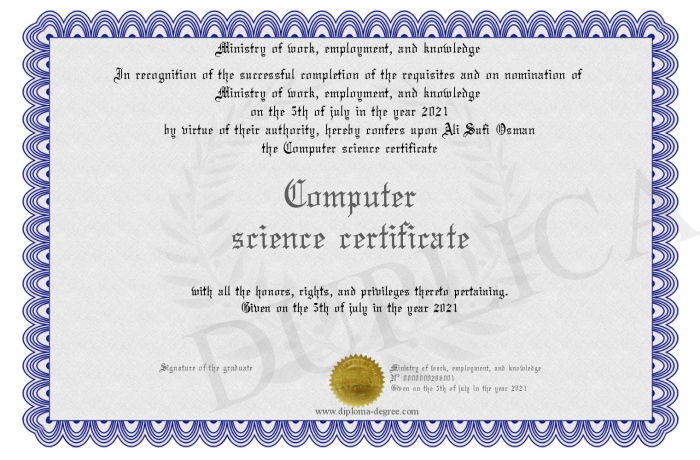 Ministry of work, employment, and knowledge
In recognition of the successful completion of the requisites and on nomination of
Ministry of work, employment, and knowledge
on the 5th of july in the year 2021
by virtue of their authority, hereby confers upon Ali Sufi Osman
the Computer science certificate
Computer
science certificate
with all the honors, rights, and privileges thereto pertaining.
Given on the 5th of july in the year 2021
DUPLICA
Signature of the graduate
Ministry of work, employment, and knowledge
Given on the 5th of july in the year 2021
www.diploma-degree.com